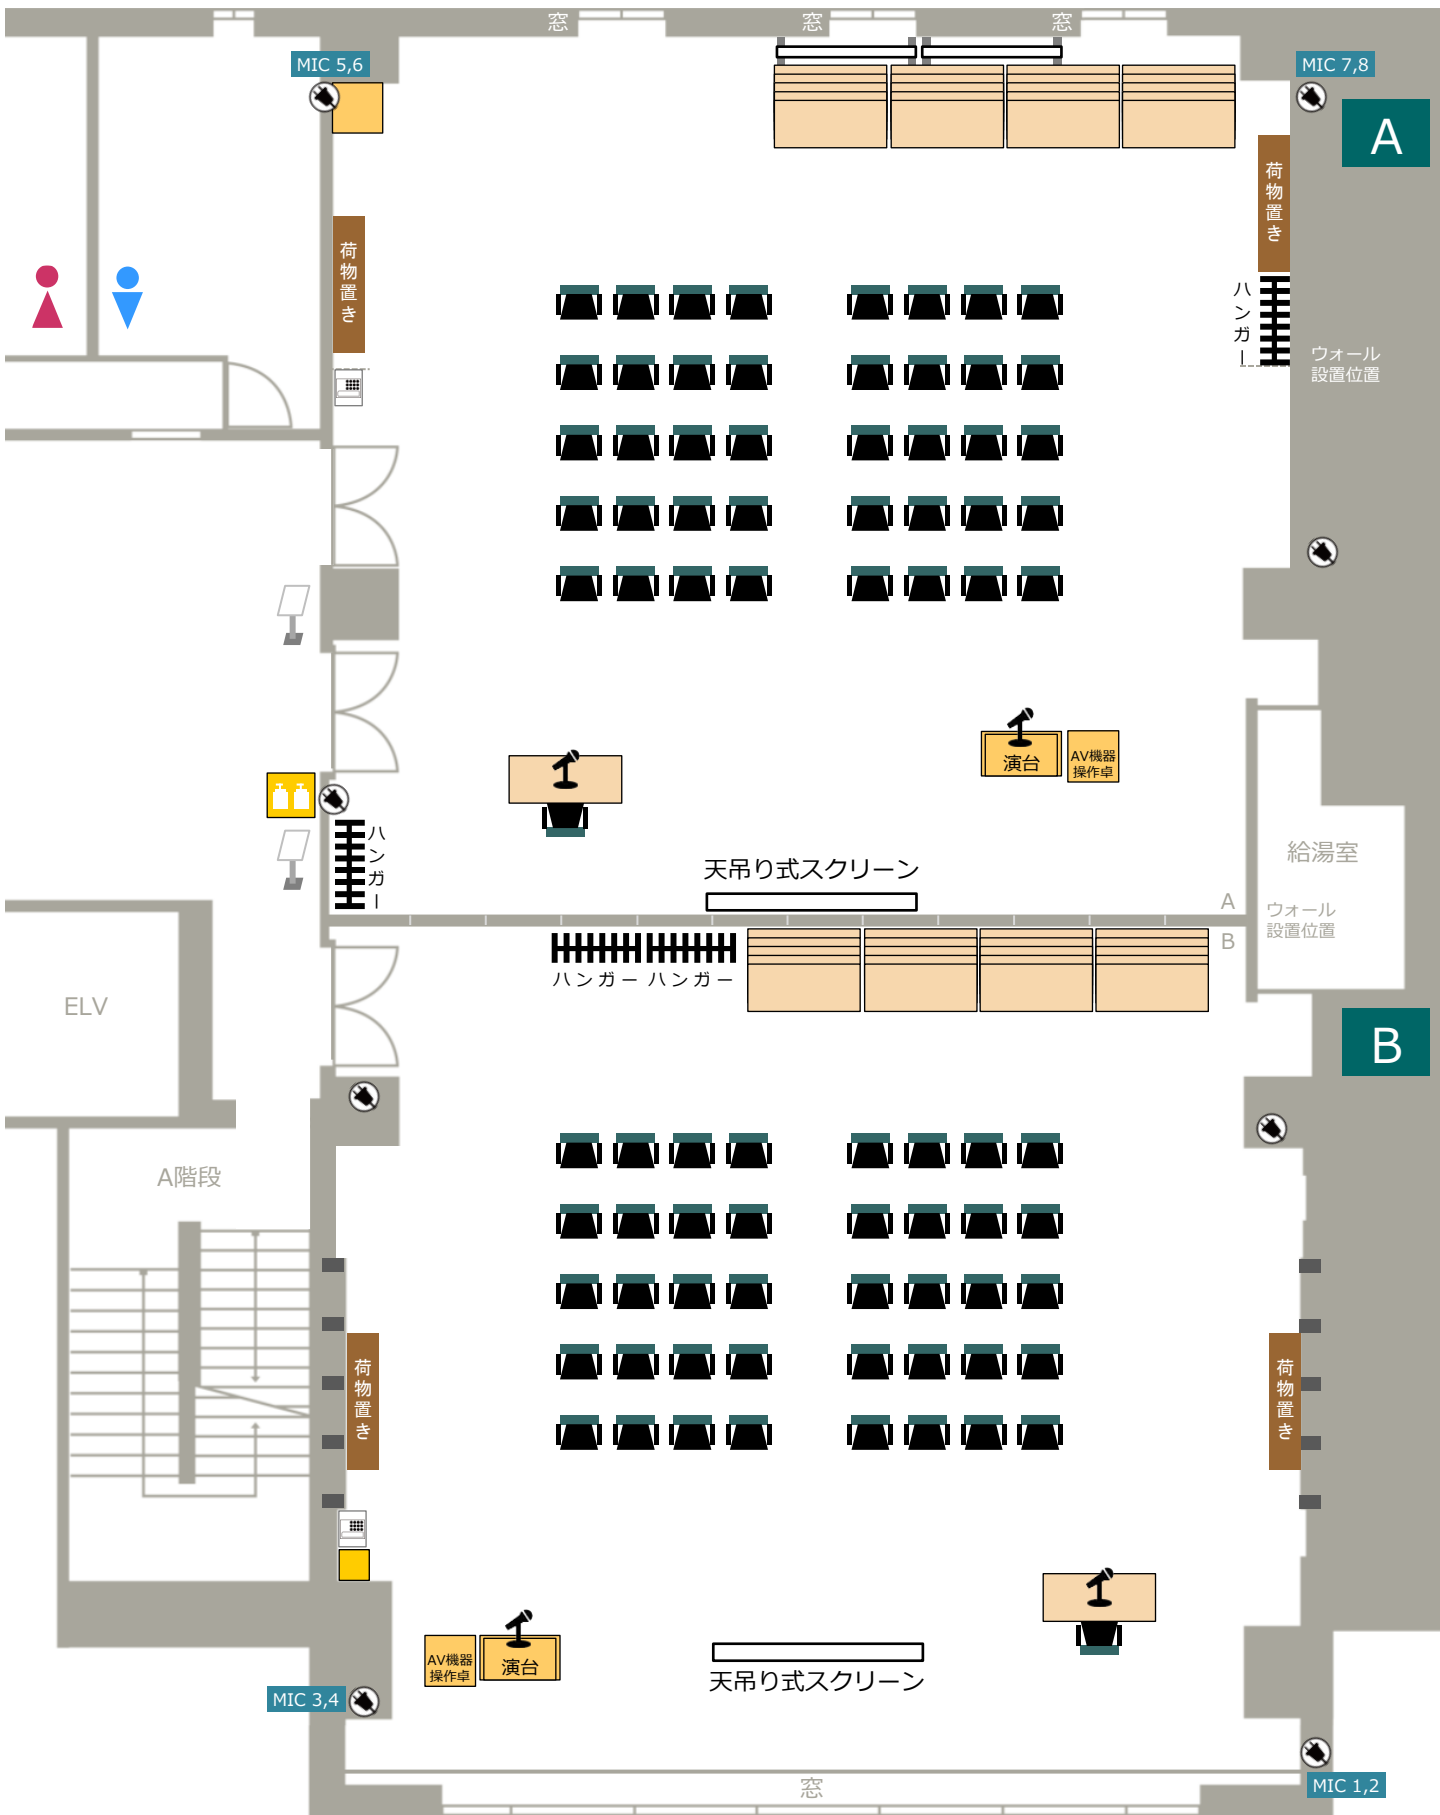 窓
窓
窓
MIC 5,6
MIC 7,8
A
荷物置き
荷物置き
ハンガー
ウォール
設置位置
演台
AV機器
操作卓
ハンガー
天吊り式スクリーン
給湯室
A
ウォール
設置位置
B
ハンガー
ハンガー
ELV
B
A階段
荷物置き
荷物置き
AV機器
操作卓
演台
天吊り式スクリーン
MIC 3,4
窓
MIC 1,2